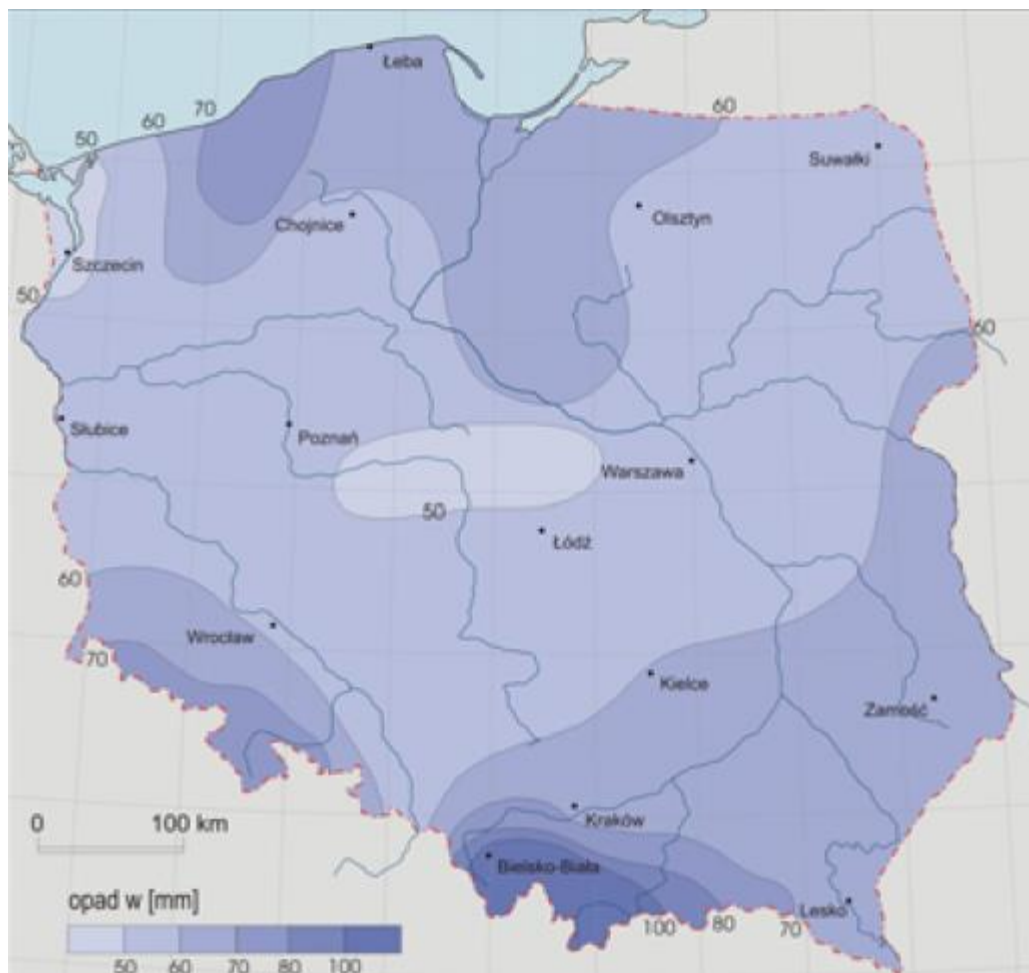 Łeba
70
60
60
50
Suwałki
Chojnice
Olsztyn
Szczecin
50
60
Słubice
Poznań
Warszawa
50
Łódź
60
Wrocław
70
Kielce
Zamość
0 100 km
Kraków
Bielsko-Biała
opad w [mm]
Lesko
100 80 70
50 60 70 80 100